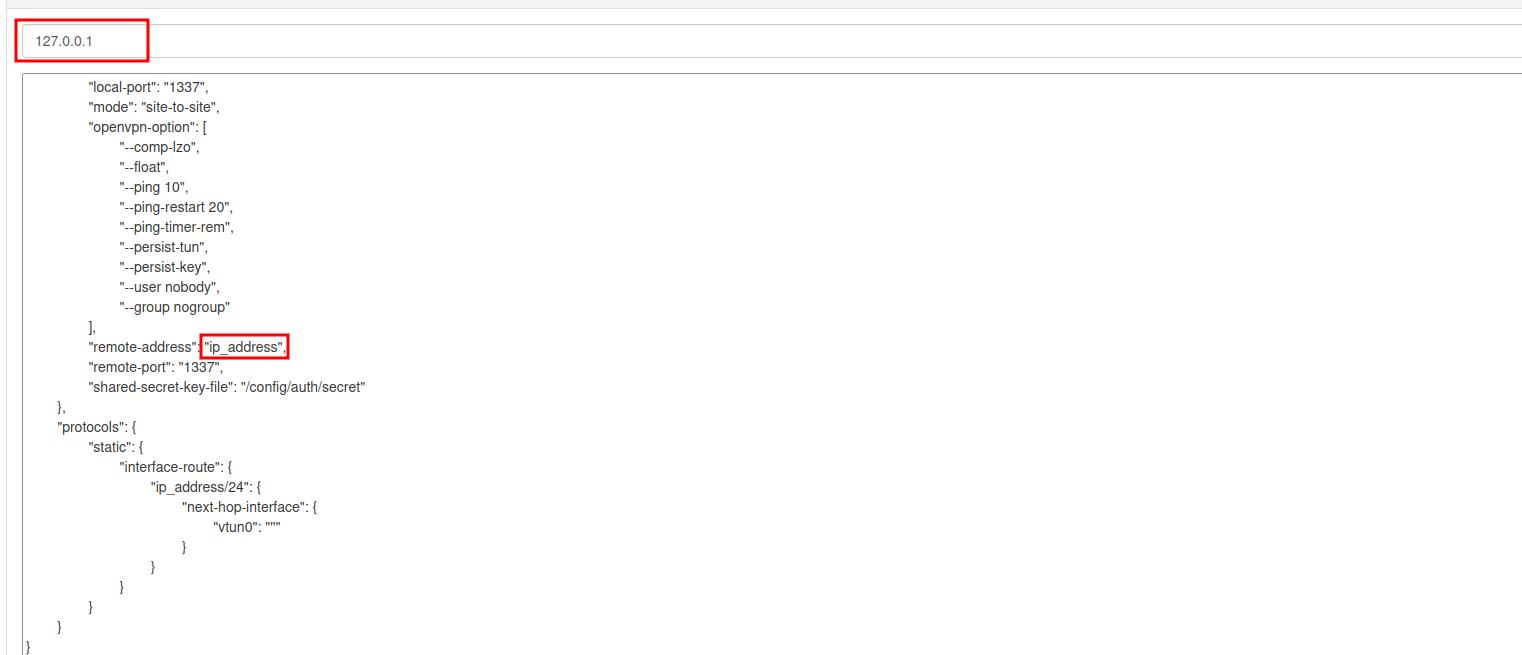 127.0.0.1
"local-port": "1337",
"mode": "site-to-site",
"openvpn-option": [
"--comp-lzo",
"--float",
"--ping 10",
"--ping-restart 20",
"--ping-timer-rem",
"--persist-tun",
"--persist-key",
"--user nobody",
"--group nogroup"
],
"remote-address": "ip_address",
"remote-port": "1337",
"shared-secret-key-file": "/config/auth/secret"
},
"protocols": {
"static": {
"interface-route": {
"ip_address/24": {
"next-hop-interface": {
"vtun0": """
}
}
}
}
}
}